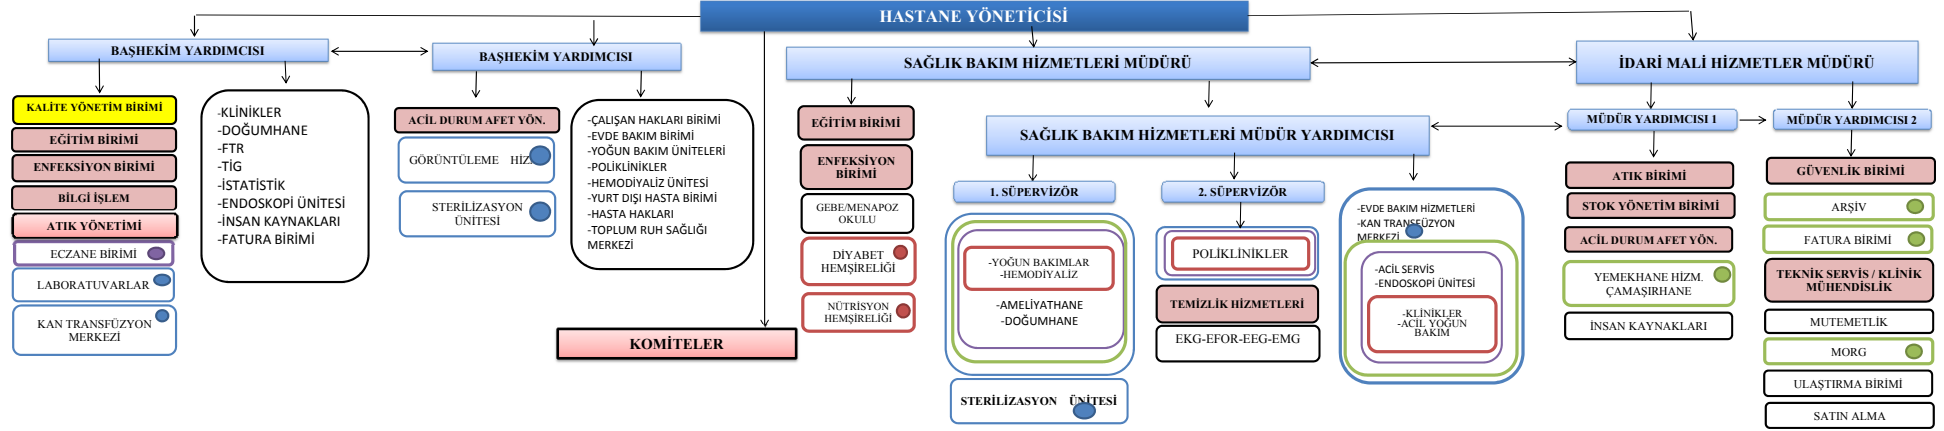 HASTANE YÖNETİCİSİ
BAŞHEKİM YARDIMCISI
KALİTE YÖNETİM BİRİMİ
EĞİTİM BİRİMİ
ENFEKSİYON BİRİMİ
BİLGİ İŞLEM
ATIK YÖNETİMİ
ECZANE BİRİMİ
LABORATUVARLAR
KAN TRANSFÜZYON
MERKEZİ
-KLİNİKLER
-DOĞUMHANE
-FTR
-TİG
-İSTATİSTİK
-ENDOSKOPİ ÜNİTESİ
-İNSAN KAYNAKLARI
-FATURA BİRİMİ
BAŞHEKİM YARDIMCISI
ACİL DURUM AFET YÖN.
GÖRÜNTÜLEME HİZ.
STERİLİZASYON
ÜNİTESİ
-ÇALIŞAN HAKLARI BİRİMİ
-EVDE BAKIM BİRİMİ
-YOĞUN BAKIM ÜNİTELERİ
-POLİKLİNİKLER
-HEMODİYALİZ ÜNİTESİ
-YURT DIŞI HASTA BİRİMİ
-HASTA HAKLARI
-TOPLUM RUH SAĞLIĞI
MERKEZİ
KOMİTELER
SAĞLIK BAKIM HİZMETLERİ MÜDÜRÜ
EĞİTİM BİRİMİ
ENFEKSİYON
BİRİMİ
GEBE/MENAPOZ
OKULU
DİYABET
HEMŞİRELİĞİ
NÜTRİSYON
HEMŞİRELİĞİ
SAĞLIK BAKIM HİZMETLERİ MÜDÜR YARDIMCISI
1. SÜPERVİZÖR
-YOĞUN BAKIMLAR
-HEMODİYALİZ
-AMELİYATHANE
-DOĞUMHANE
STERİLİZASYON ÜNİTESİ
2. SÜPERVİZÖR
POLİKLİNİKLER
TEMİZLİK HİZMETLERİ
EKG-EFOR-EEG-EMG
-EVDE BAKIM HİZMETLERİ
-KAN TRANSFÜZYON
MERKEZİ
-ACİL SERVİS
-ENDOSKOPİ ÜNİTESİ
-KLİNİKLER
-ACİL YOĞUN
BAKIM
İDARİ MALİ HİZMETLER MÜDÜRÜ
MÜDÜR YARDIMCISI 1
ATIK BİRİMİ
STOK YÖNETİM BİRİMİ
ACİL DURUM AFET YÖN.
YEMEKHANE HİZM.
ÇAMAŞIRHANE
İNSAN KAYNAKLARI
MÜDÜR YARDIMCISI 2
GÜVENLİK BİRİMİ
ARŞİV
FATURA BİRİMİ
TEKNİK SERVİS / KLİNİK
MÜHENDİSLİK
MUTEMETLİK
MORG
ULAŞTIRMA BİRİMİ
SATIN ALMA